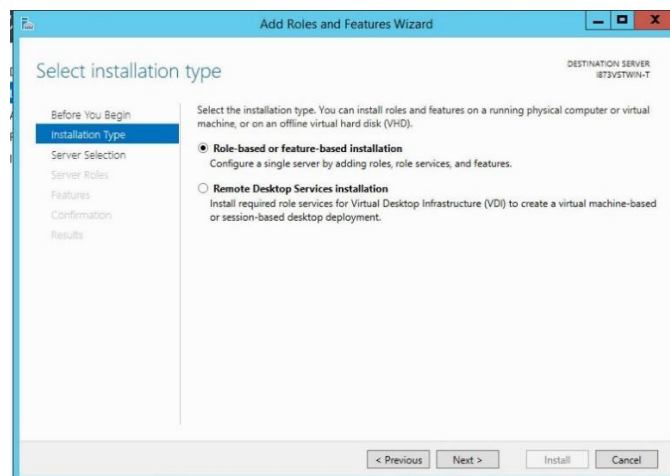 Add Roles and Features Wizard
Select installation type
DESTINATION SERVER
I873VSTWIN-T
Before You Begin
Installation Type
Server Selection
Server Roles
Features
Confirmation
Results
Select the installation type. You can install roles and features on a running physical computer or virtual
machine, or on an offline virtual hard disk (VHD).
Role-based or feature-based installation
Configure a single server by adding roles, role services, and features.
Remote Desktop Services installation
Install required role services for Virtual Desktop Infrastructure (VDI) to create a virtual machine-based
or session-based desktop deployment.
< Previous
Next >
Install
Cancel